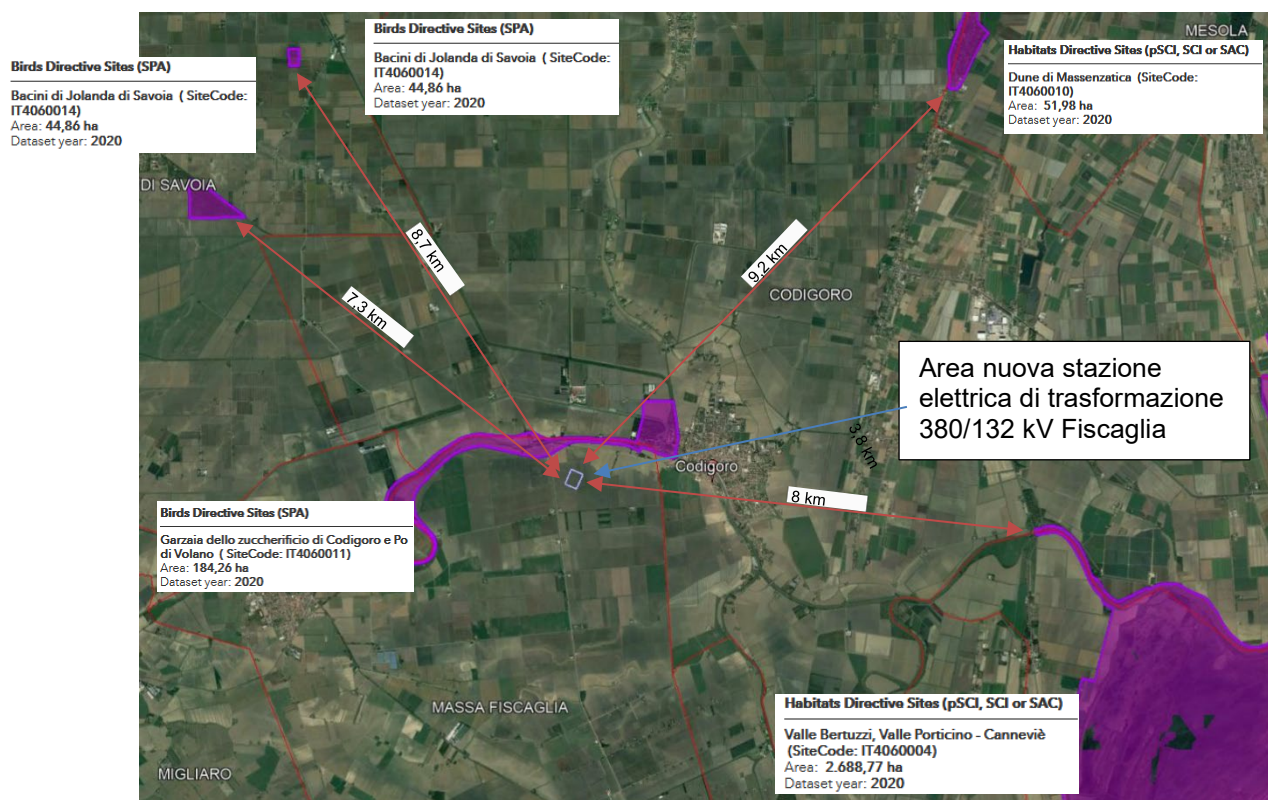 Birds Directive Sites (SPA)
Bacini di Jolanda di Savoia ( SiteCode:
IT4060014)
Area: 44,86 ha
Dataset year: 2020
Birds Directive Sites (SPA)
Bacini di Jolanda di Savoia ( SiteCode:
IT4060014)
Area: 44,86 ha
Dataset year: 2020
MESOLA
Habitats Directive Sites (pSCI, SCI or SAC)
Dune di Massenzatica (SiteCode:
IT4060010)
Area: 51,98 ha
Dataset year: 2020
DI SAVOIA
8,7 km
9,2 km
7,3 km
CODIGORO
Area nuova stazione
elettrica di trasformazione
380/132 kV Fiscaglia
3,8 km
Codigoro
8 km
Birds Directive Sites (SPA)
Garzaia dello zuccherificio di Codigoro e Po
di Volano ( SiteCode: IT4060011)
Area: 184,26 ha
Dataset year: 2020
MASSA FISCAGLIA
Habitats Directive Sites (pSCI, SCI or SAC)
Valle Bertuzzi, Valle Porticino - Canneviè
(SiteCode: IT4060004)
Area: 2.688,77 ha
Dataset year: 2020
MIGLIARO